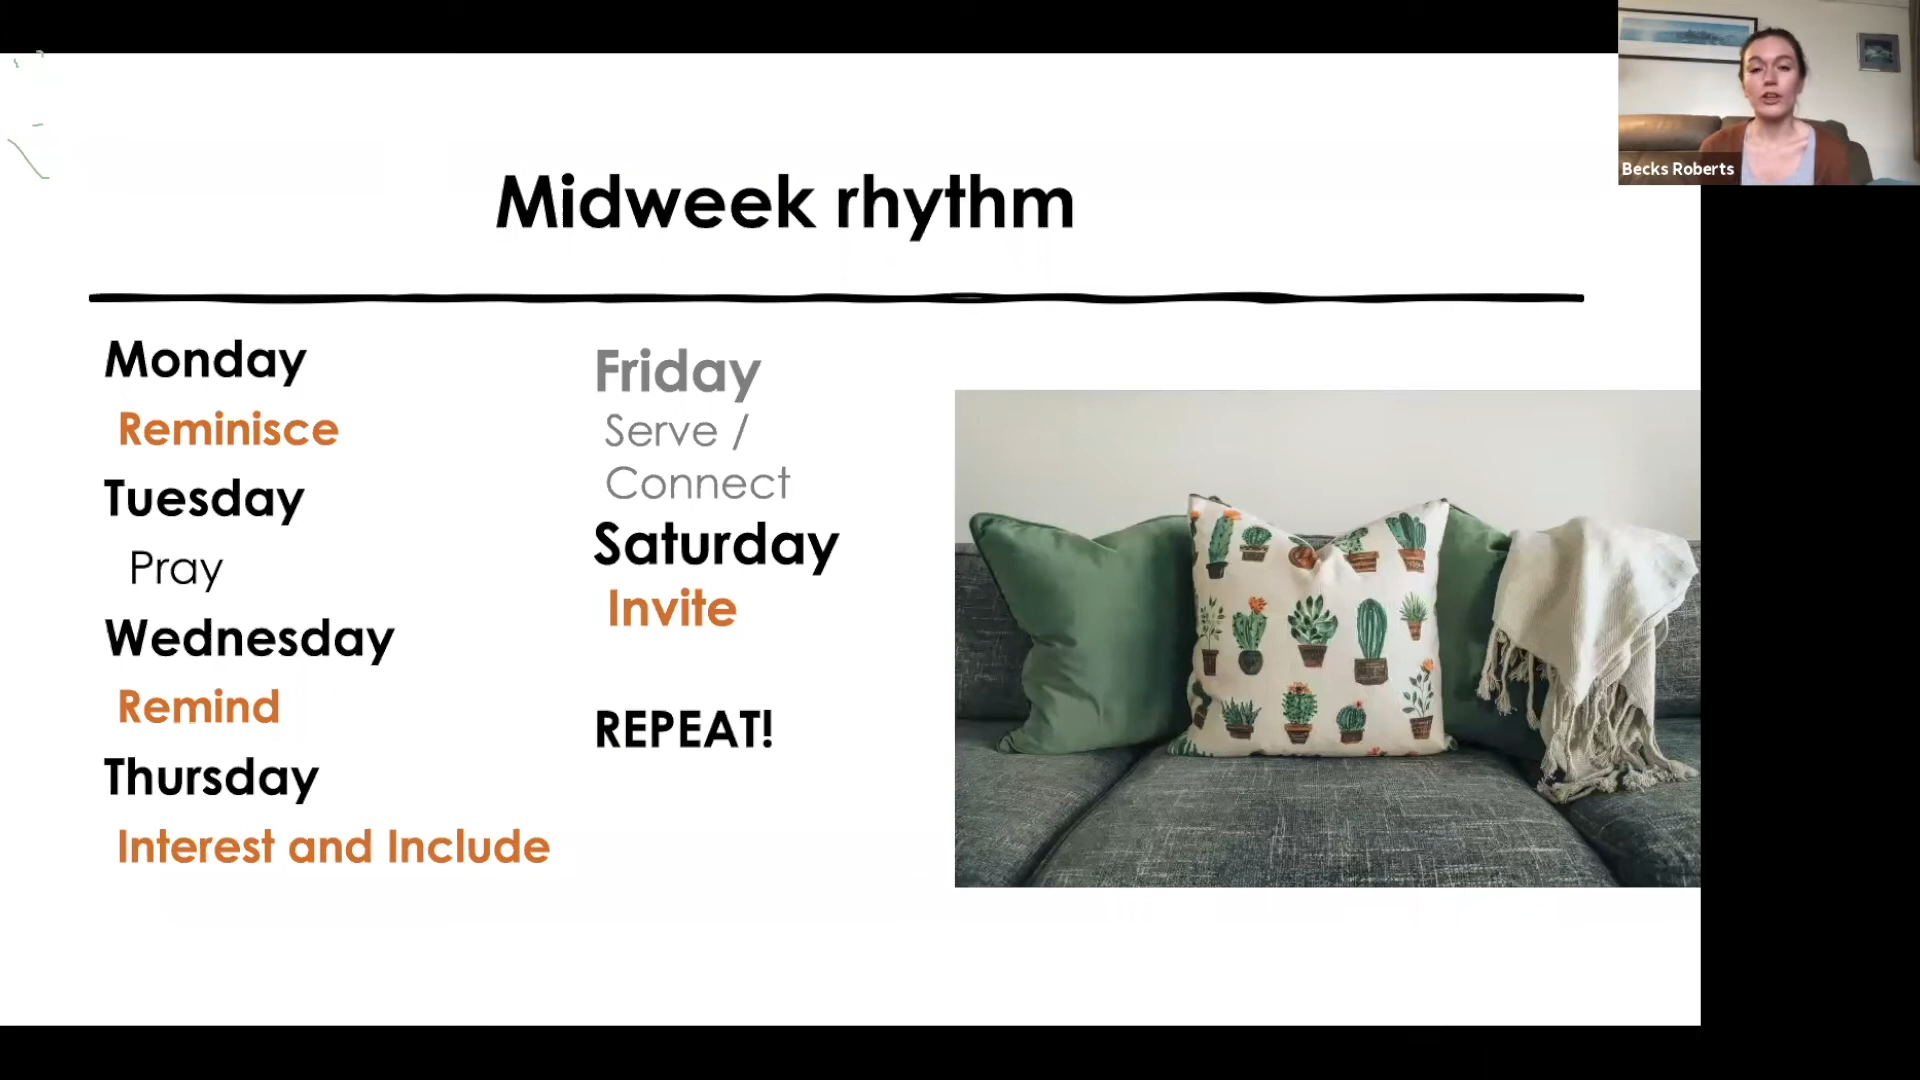 Midweek rhythm
Monday
Reminisce
Tuesday
Pray
Wednesday
Remind
Thursday
Interest and Include
Friday
Serve /
Connect
Saturday
Invite
REPEAT!
Becks Roberts